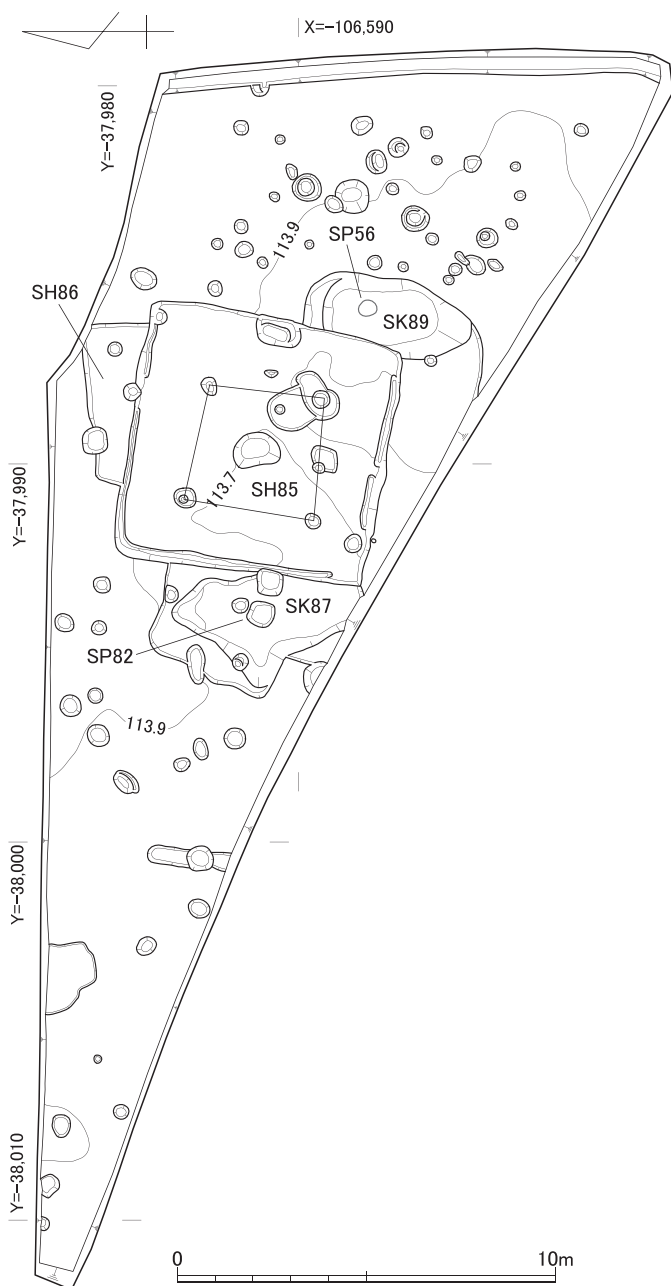 X=-106,590
Y=-37,980
113.9
SP56
SH86
SK89
Y=-37,990
113.7
SH85
SK87
SP82
113.9
Y=-38,000
Y=-38,010
0
10m